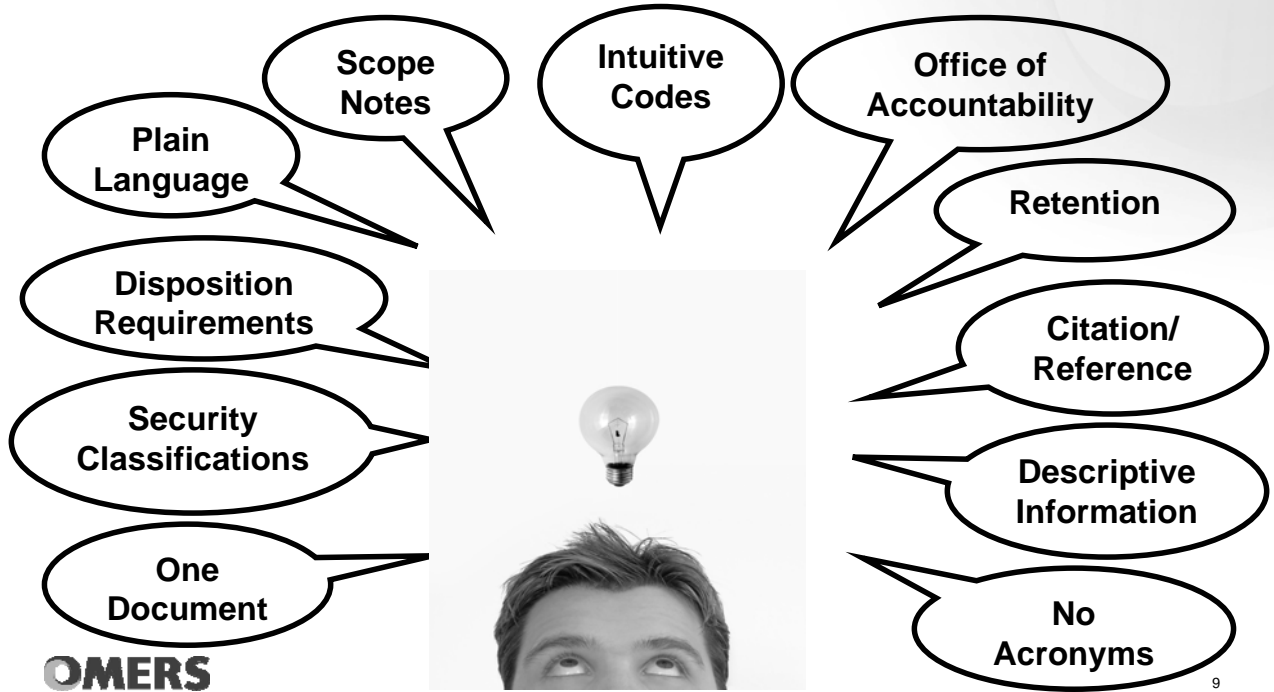 Scope
Notes
Intuitive
Codes
Office of
Accountability
Plain
Language
Retention
Disposition
Requirements
Citation/
Reference
Security
Classifications
Descriptive
Information
One
Document
No
Acronyms
OMERS
9